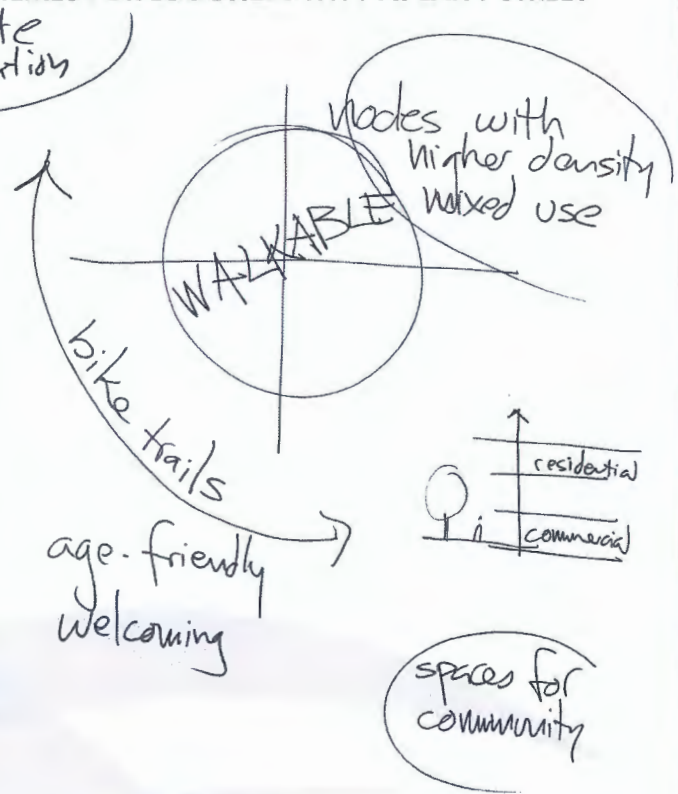 nodes with
higher density
mixed use
WALKABLE
bike trails
residential
commercial
age-friendly
welcoming
spaces for
community